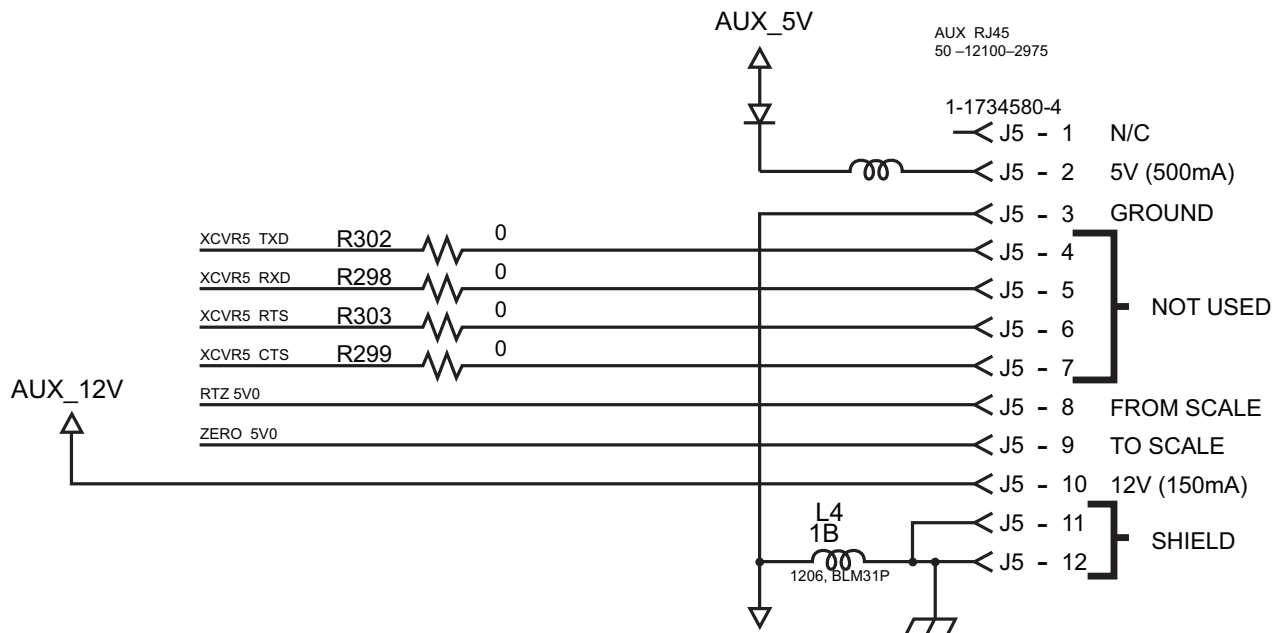 AUX_5V
AUX RJ45
50 –12100–2975
1-1734580-4
J5 - 1 N/C
J5 - 2 5V (500mA)
J5 - 3 GROUND
XCVR5 TXD R302 0 J5 - 4
XCVR5 RXD R298 0 J5 - 5
NOT USED
XCVR5 RTS R303 0 J5 - 6
XCVR5 CTS R299 0 J5 - 7
AUX_12V
RTZ 5V0 J5 - 8 FROM SCALE
ZERO 5V0 J5 - 9 TO SCALE
J5 - 10 12V (150mA)
L4
1B
J5 - 11
SHIELD
J5 - 12
1206, BLM31P